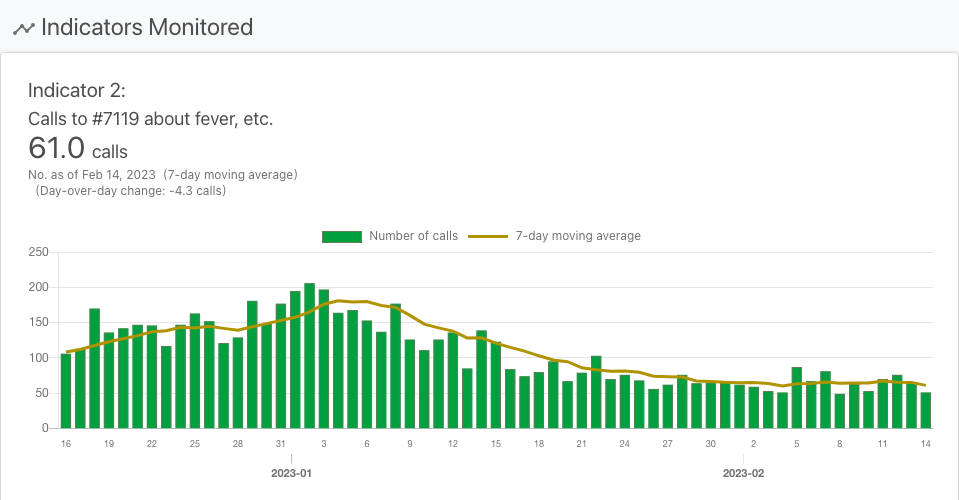 Indicators Monitored
Indicator 2:
Calls to #7119 about fever, etc.
61.0 calls
No. as of Feb 14, 2023 (7-day moving average)
(Day-over-day change: -4.3 calls)
Number of calls 7-day moving average
250
200
150
100
50
0
16 19 22 25 28 31 3 6 9 12 15 18 21 24 27 30 2 5 8 11 14
2023-01 2023-02